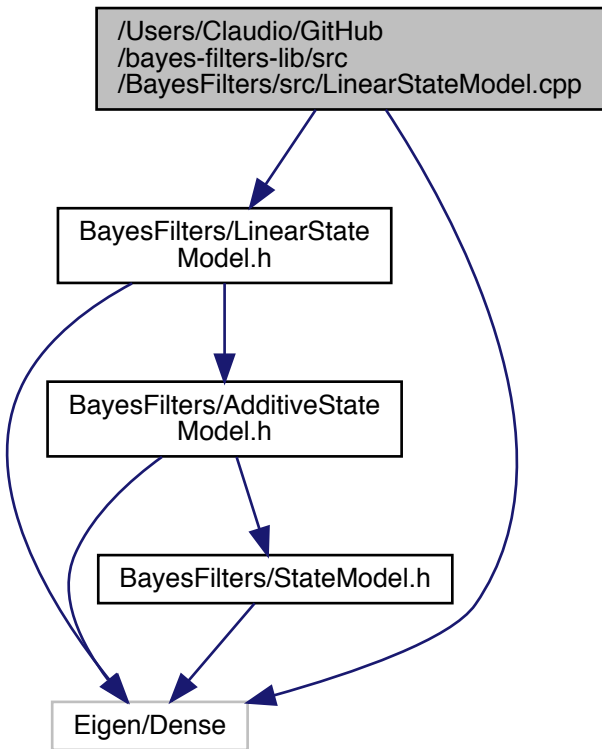 /Users/Claudio/GitHub
/bayes-filters-lib/src
/BayesFilters/src/LinearStateModel.cpp
BayesFilters/LinearState
Model.h
BayesFilters/AdditiveState
Model.h
BayesFilters/StateModel.h
Eigen/Dense